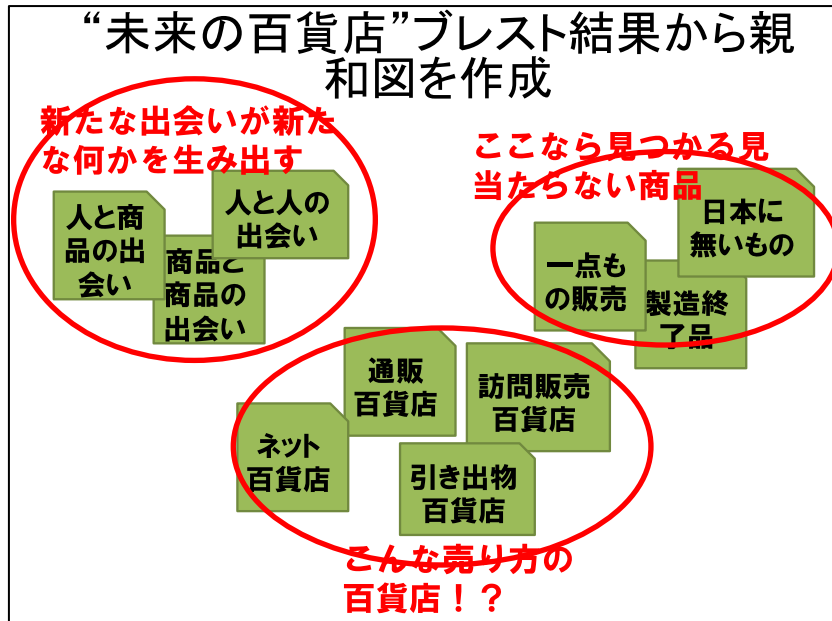 “未来の百貨店”ブレスト結果から親
和図を作成
新たな出会いが新た
な何かを生み出す
人と商
品の出
会い
人と人の
出会い
商品と
商品の
出会い
ここなら見つかる見
当たらない商品
日本に
無いもの
一点も
の販売
製造終
了品
通販
百貨店
訪問販売
百貨店
ネット
百貨店
引き出物
百貨店
こんな売り方の
百貨店！？